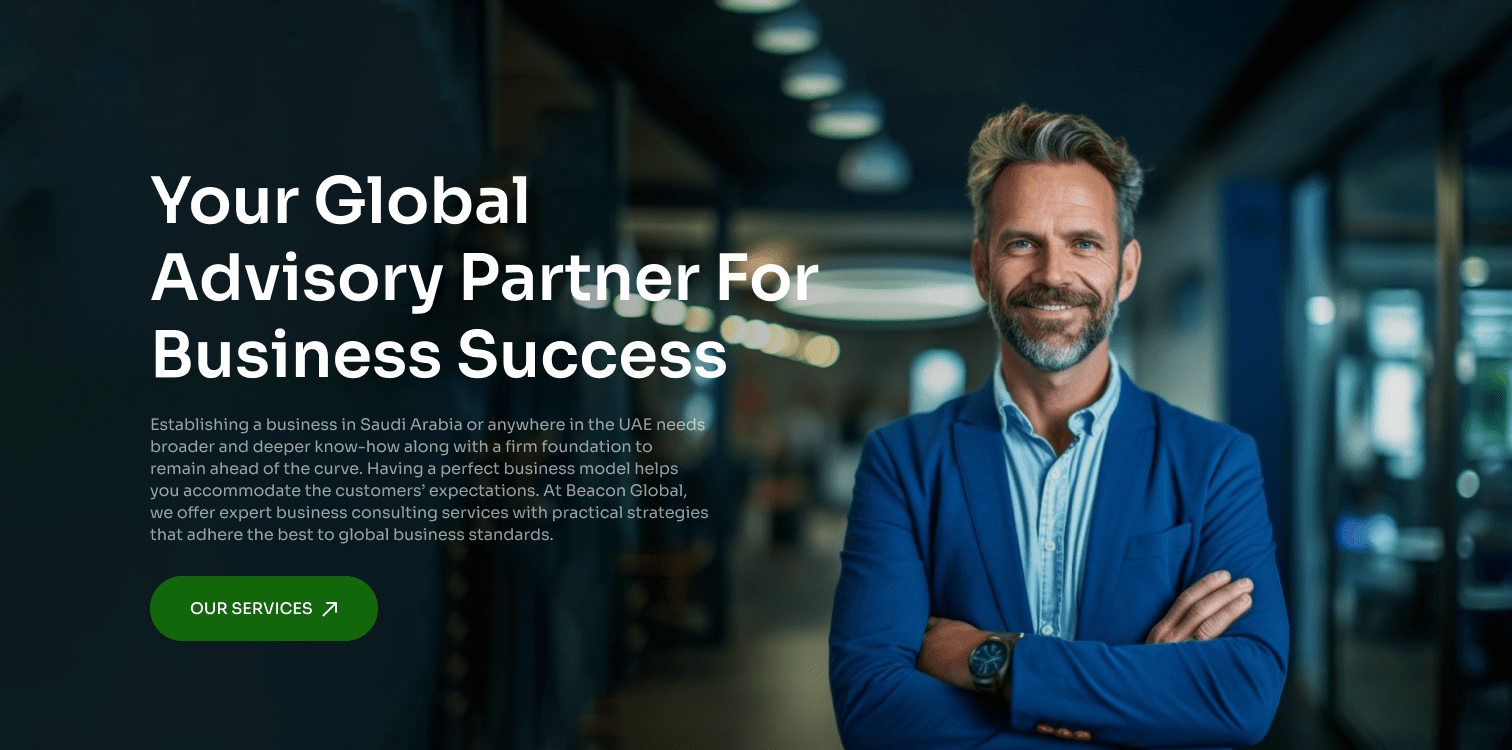 Your Global
Advisory Partner For
Business Success
Establishing a business in Saudi Arabia or anywhere in the UAE needs
broader and deeper know-how along with a firm foundation to
remain ahead of the curve. Having a perfect business model helps
you accommodate the customers’ expectations. At Beacon Global,
we offer expert business consulting services with practical strategies
that adhere the best to global business standards.
OUR SERVICES